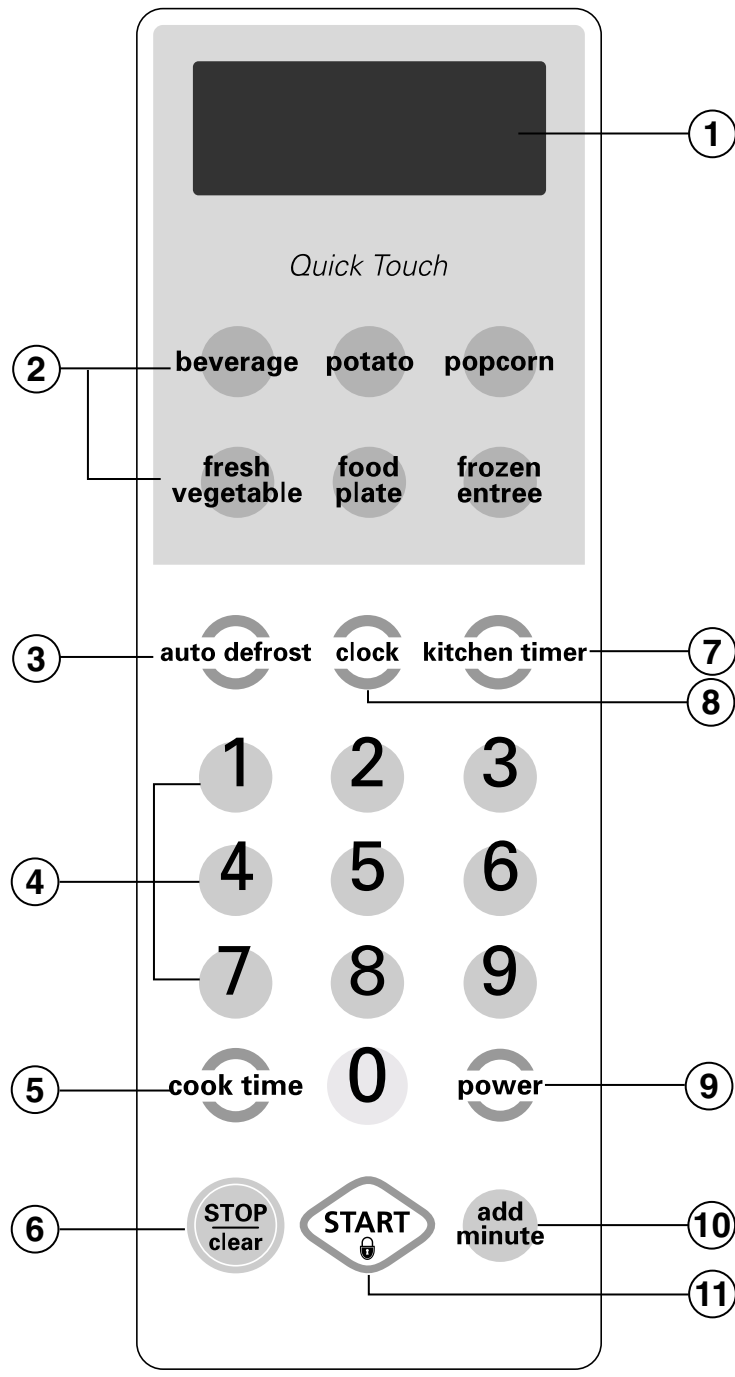 1
Quick Touch
2
beverage potato popcorn
fresh food frozen
vegetable plate entree
3
auto defrost clock kitchen timer
7
8
1 2 3
4
4 5 6
7 8 9
0
5
cook time power
9
6
STOP
clear
START
add
minute
10
11